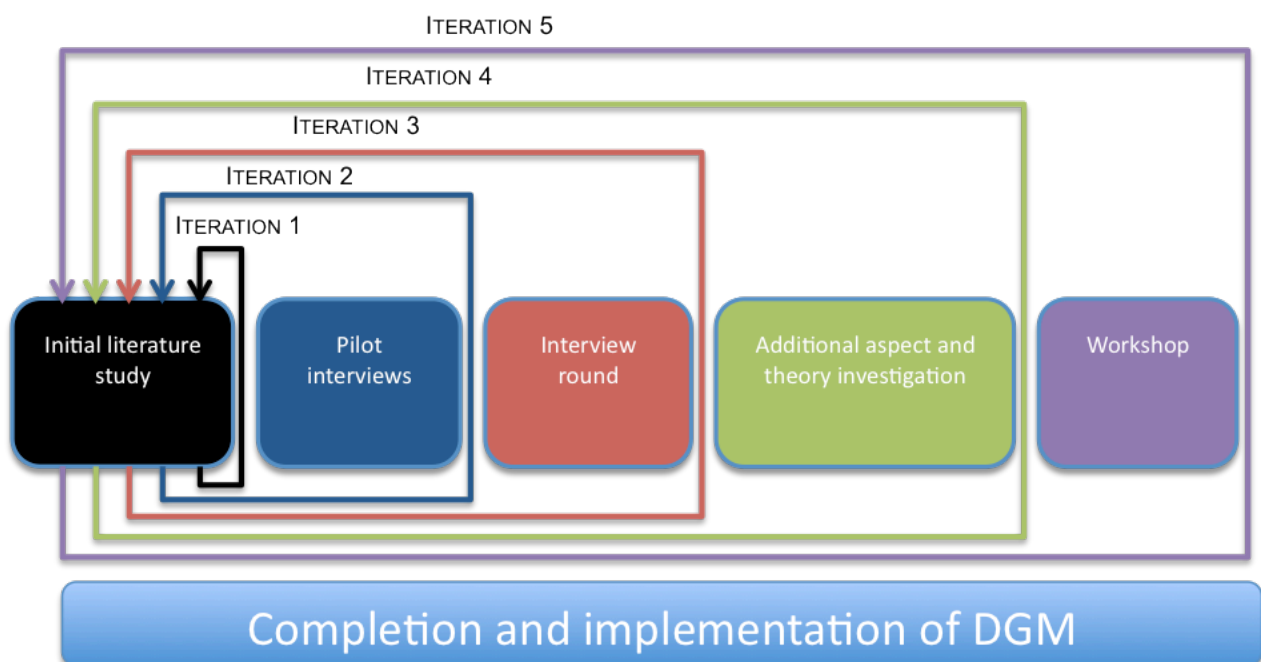 ITERATION 5
ITERATION 4
ITERATION 3
ITERATION 2
ITERATION 1
Initial literature
study
Pilot
interviews
Interview
round
Additional aspect and
theory investigation
Workshop
Completion and implementation of DGM